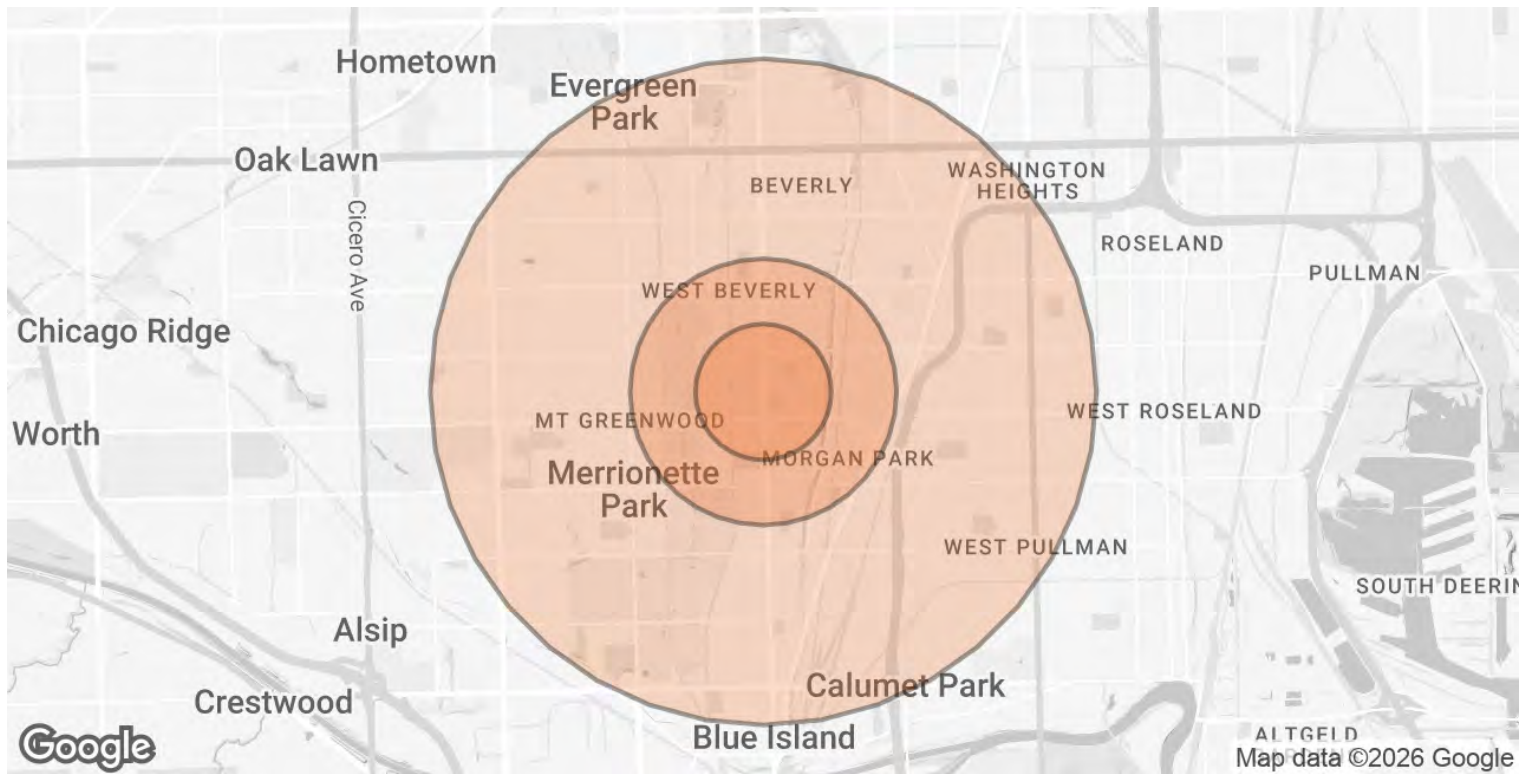 Hometown
Evergreen
Park
Oak Lawn
BEVERLY
WASHINGTON
HEIGHTS
Cicero Ave
ROSELAND
PULLMAN
WEST BEVERLY
Chicago Ridge
WEST ROSELAND
MT GREENWOOD
Worth
MORGAN PARK
Merrionette
Park
WEST PULLMAN
SOUTH DEERIN
Alsip
Calumet Park
Crestwood
Blue Island
ALTGELD
Google
Map data ©2026 Google